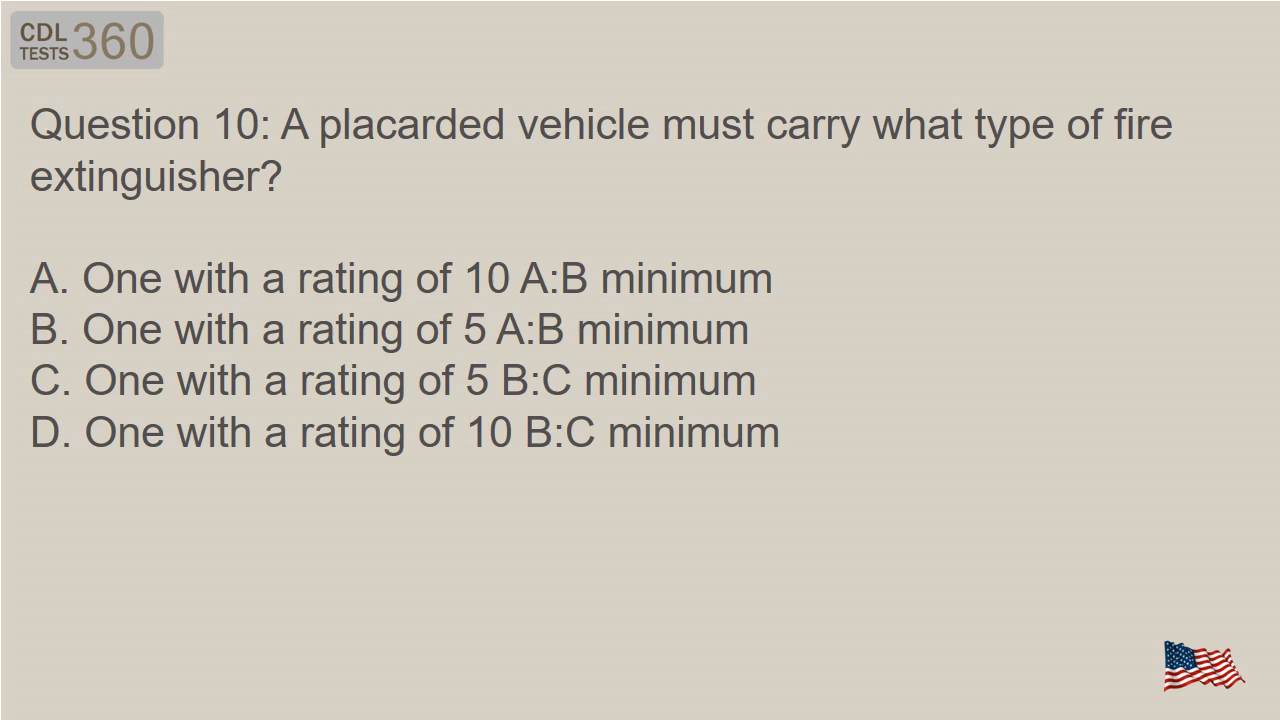 CDL
TESTS 360
Question 10: A placarded vehicle must carry what type of fire
extinguisher?
A. One with a rating of 10 A:B minimum
B. One with a rating of 5 A:B minimum
C. One with a rating of 5 B:C minimum
D. One with a rating of 10 B:C minimum